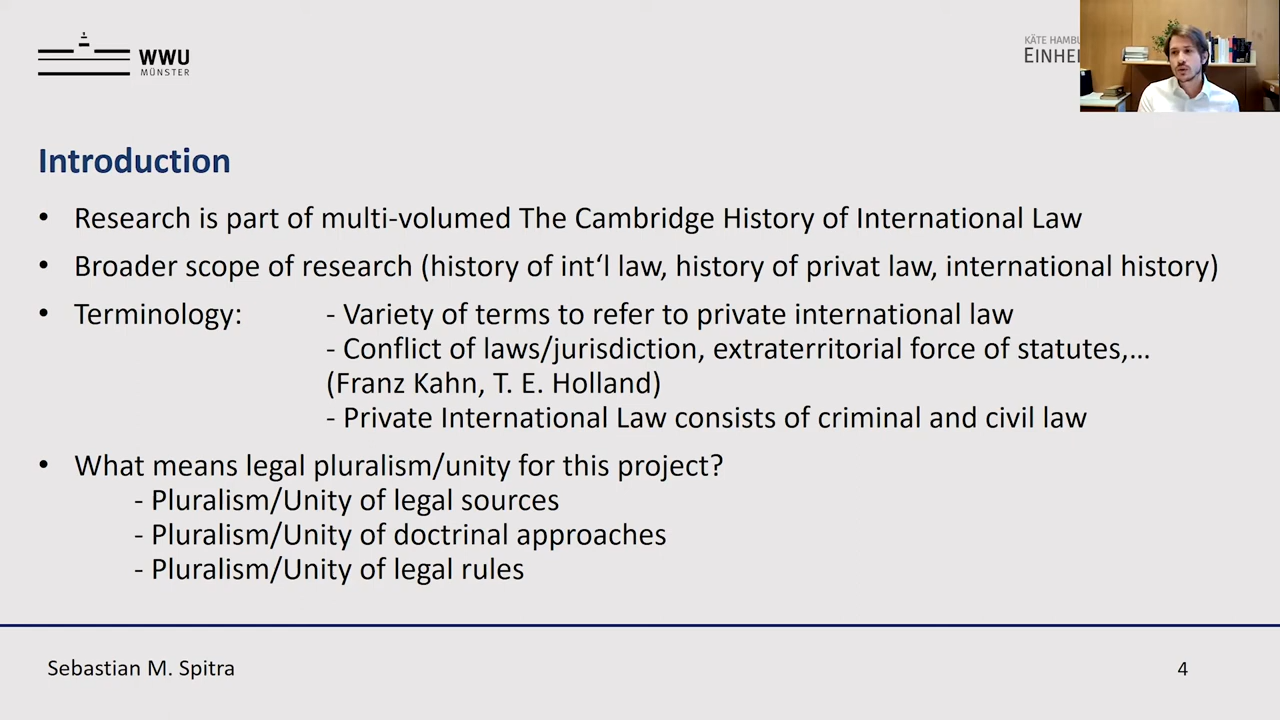 WWU
MÜNSTER
KÄTE HAMBU
EINHE
Introduction
• Research is part of multi-volumed The Cambridge History of International Law
• Broader scope of research (history of int‘l law, history of privat law, international history)
• Terminology: - Variety of terms to refer to private international law
- Conflict of laws/jurisdiction, extraterritorial force of statutes,…
(Franz Kahn, T. E. Holland)
- Private International Law consists of criminal and civil law
• What means legal pluralism/unity for this project?
- Pluralism/Unity of legal sources
- Pluralism/Unity of doctrinal approaches
- Pluralism/Unity of legal rules
Sebastian M. Spitra 4